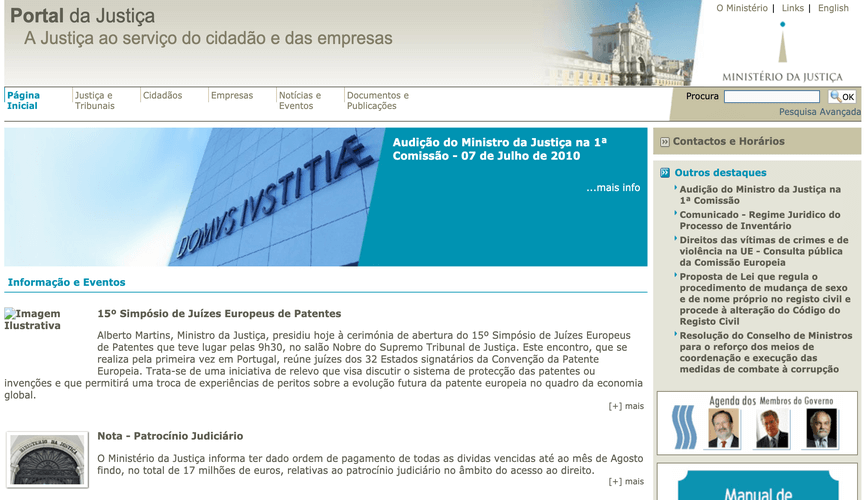 Portal da Justiça
A Justiça ao serviço do cidadão e das empresas
O Ministério | Links | English
MINISTÉRIO DA JUSTIÇA
Página
Inicial
Justiça e
Tribunais
Cidadãos
Empresas
Notícias e
Eventos
Documentos e
Publicações
Procura
OK
Pesquisa Avançada
DOMVS IVSTITIÆ
Audição do Ministro da Justiça na 1ª
Comissão - 07 de Julho de 2010
...mais info
Informação e Eventos
Imagem
Ilustrativa
15º Simpósio de Juízes Europeus de Patentes
Alberto Martins, Ministro da Justiça, presidiu hoje à cerimónia de abertura do 15º Simpósio de Juízes Europeus
de Patentes que teve lugar pelas 9h30, no salão Nobre do Supremo Tribunal de Justiça. Este encontro, que se
realiza pela primeira vez em Portugal, reúne juízes dos 32 Estados signatários da Convenção da Patente
Europeia. Trata-se de uma iniciativa de relevo que visa discutir o sistema de protecção das patentes ou
invenções e que permitirá uma troca de experiências de peritos sobre a evolução futura da patente europeia no quadro da economia
global.
[+] mais
MINISTERIO DA JUSTIÇA
Nota - Patrocínio Judiciário
O Ministério da Justiça informa ter dado ordem de pagamento de todas as dividas vencidas até ao mês de Agosto
findo, no total de 17 milhões de euros, relativas ao patrocínio judiciário no âmbito do acesso ao direito.
[+] mais
Contactos e Horários
Outros destaques
Audição do Ministro da Justiça na
1ª Comissão
Comunicado - Regime Juridico do
Processo de Inventário
Direitos das vítimas de crimes e de
violência na UE - Consulta pública
da Comissão Europeia
Proposta de Lei que regula o
procedimento de mudança de sexo
e de nome próprio no registo civil e
procede à alteração do Código do
Registo Civil
Resolução do Conselho de Ministros
para o reforço dos meios de
coordenação e execução das
medidas de combate à corrupção
Agenda dos Membros do Governo
Manual de